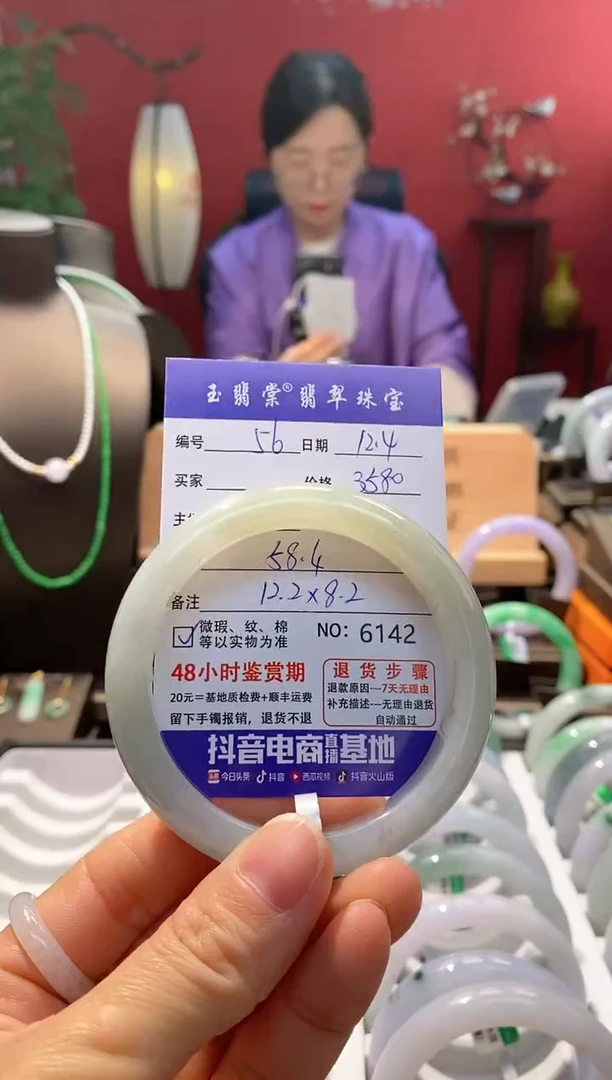 玉翡棠®翡翠珠宝
编号 56 日期 12.4
买家 价格 3580
58.4
备注 12.2×8.2
☑ 微瑕、纹、棉
等以实物为准
NO: 6142
48小时鉴赏期
20元=基地质检费+顺丰运费
留下手镯报销，退货不退
退货步骤
退款原因---7天无理由
补充描述---无理由退货
自动通过
抖音电商直播基地
头条 今日头条 抖音 西瓜视频 抖音火山版